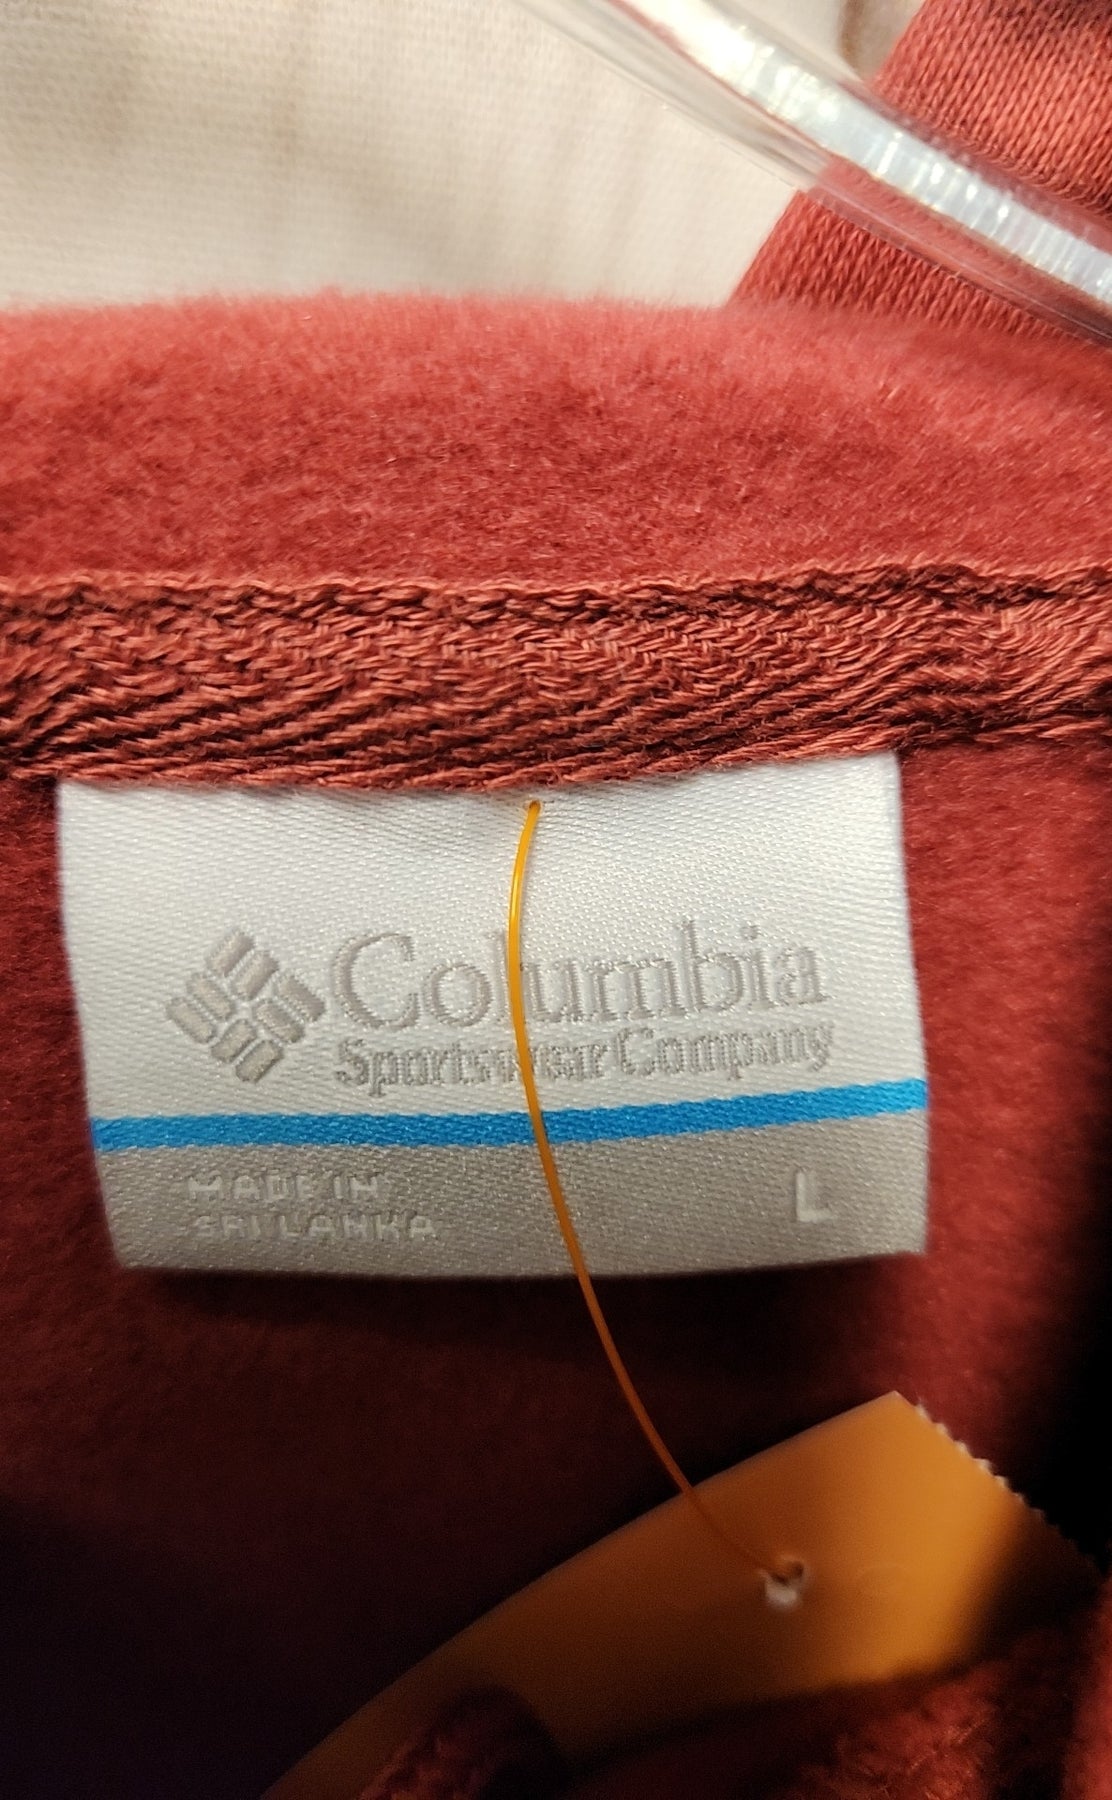 Columbia
Sportswear Company
MADE IN
SRI LANKA
L